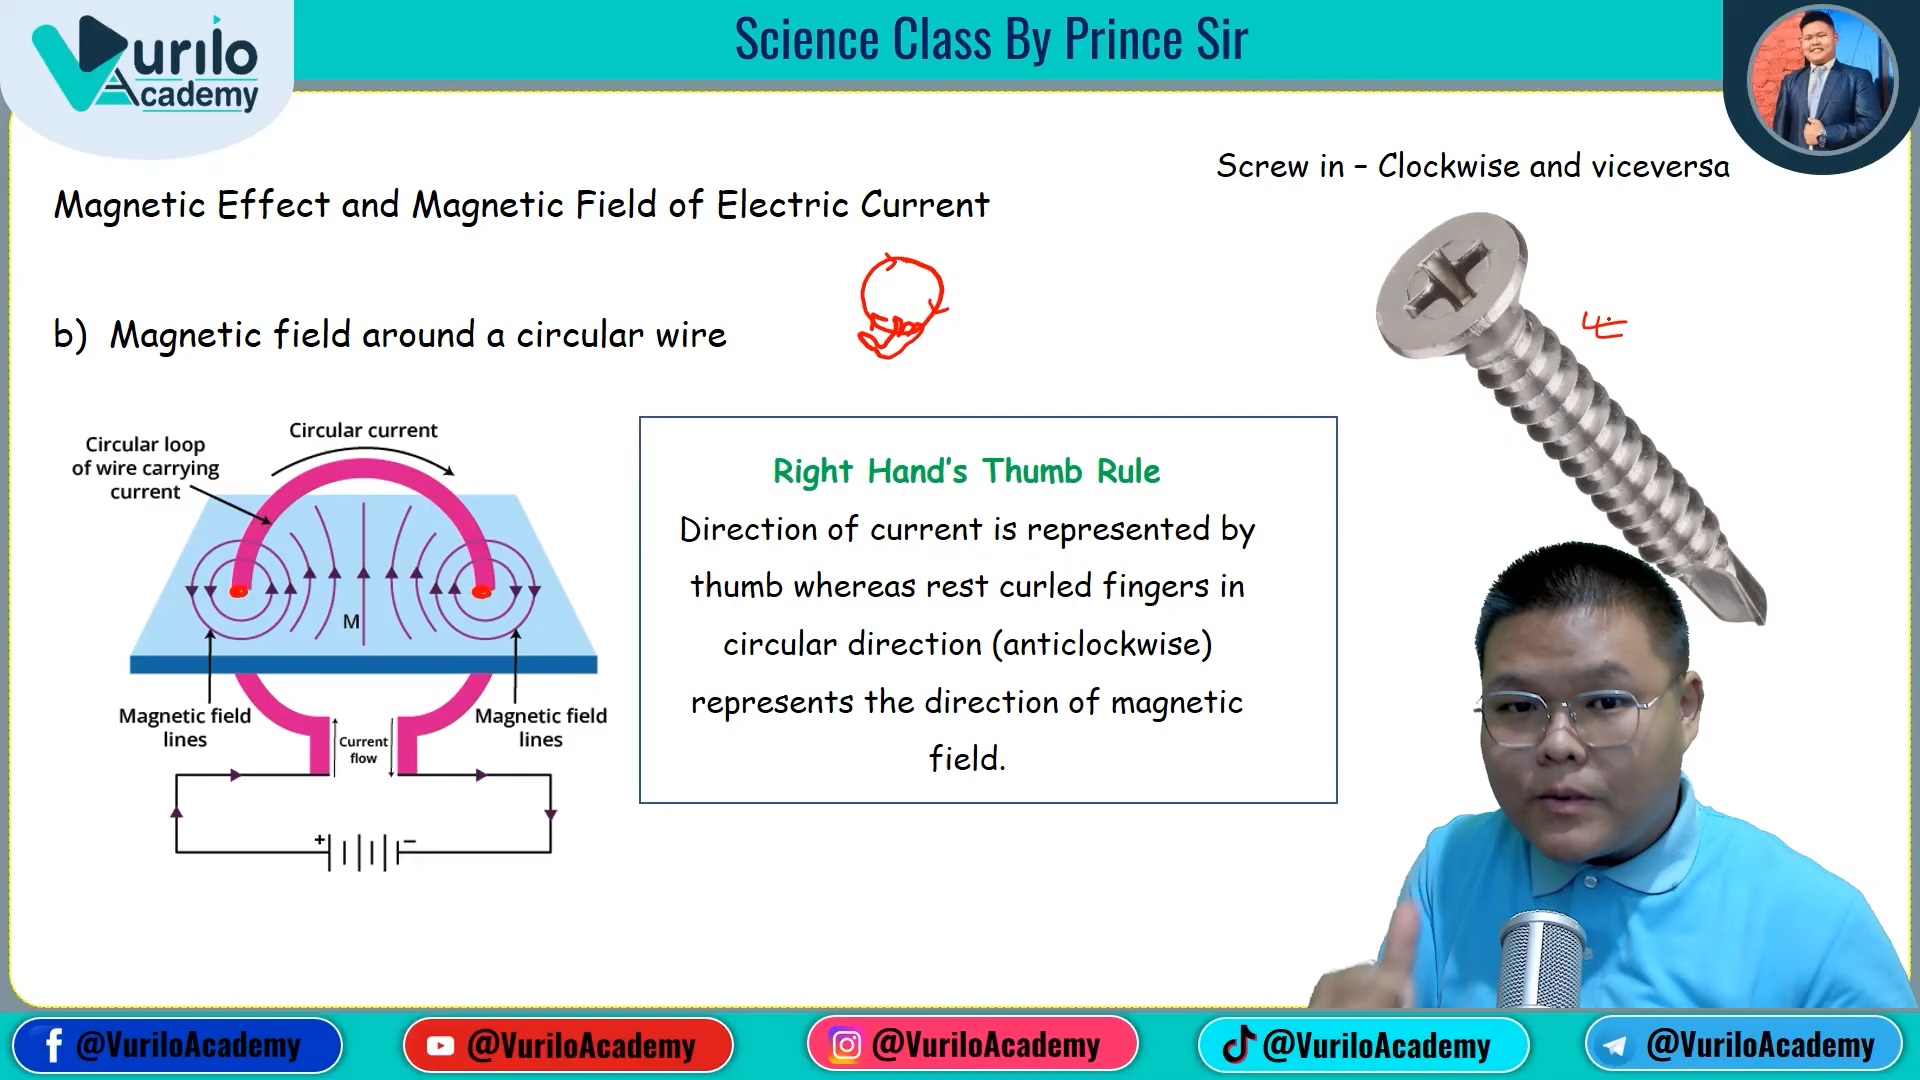 Vurilo
Academy
Science Class By Prince Sir
Screw in – Clockwise and viceversa
Magnetic Effect and Magnetic Field of Electric Current
b) Magnetic field around a circular wire
Circular current
Circular loop
of wire carrying
current
M
Magnetic field
lines
Magnetic field
lines
Current
flow
+
−
Right Hand's Thumb Rule
Direction of current is represented by
thumb whereas rest curled fingers in
circular direction (anticlockwise)
represents the direction of magnetic
field.
@VuriloAcademy
@VuriloAcademy
@VuriloAcademy
@VuriloAcademy
@VuriloAcademy